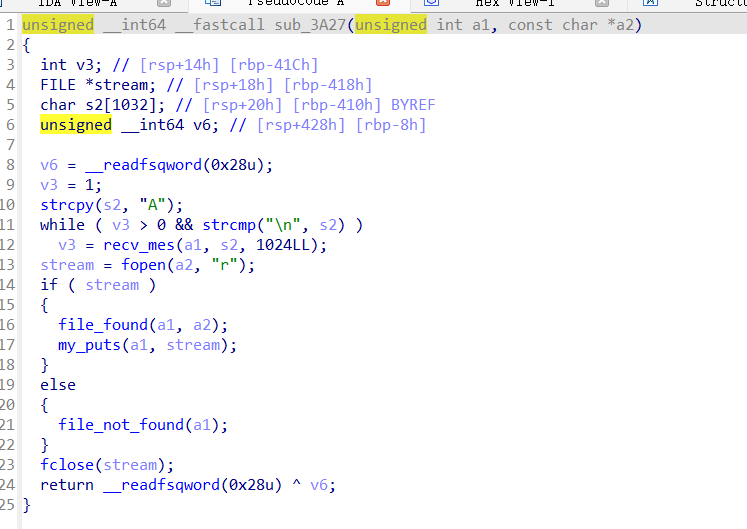 IDA View-A Pseudocode A Hex View-1 Structu
1 unsigned __int64 __fastcall sub_3A27(unsigned int a1, const char *a2)
2 {
3 int v3; // [rsp+14h] [rbp-41Ch]
4 FILE *stream; // [rsp+18h] [rbp-418h]
5 char s2[1032]; // [rsp+20h] [rbp-410h] BYREF
6 unsigned __int64 v6; // [rsp+428h] [rbp-8h]
7
8 v6 = __readfsqword(0x28u);
9 v3 = 1;
10 strcpy(s2, "A");
11 while ( v3 > 0 && strcmp("\n", s2) )
12 v3 = recv_mes(a1, s2, 1024LL);
13 stream = fopen(a2, "r");
14 if ( stream )
15 {
16 file_found(a1, a2);
17 my_puts(a1, stream);
18 }
19 else
20 {
21 file_not_found(a1);
22 }
23 fclose(stream);
24 return __readfsqword(0x28u) ^ v6;
25 }